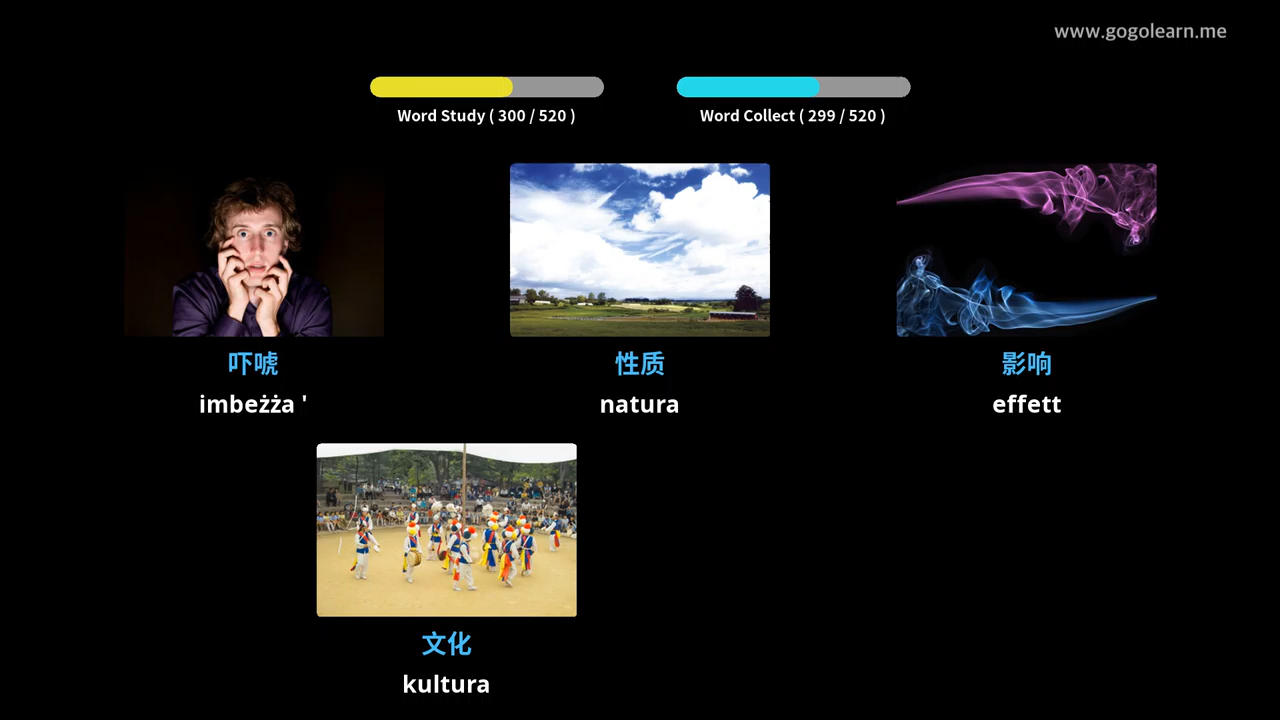 www.gogolearn.me
Word Study ( 300 / 520 )
Word Collect ( 299 / 520 )
吓唬
imbeżża '
性质
natura
影响
effett
文化
kultura